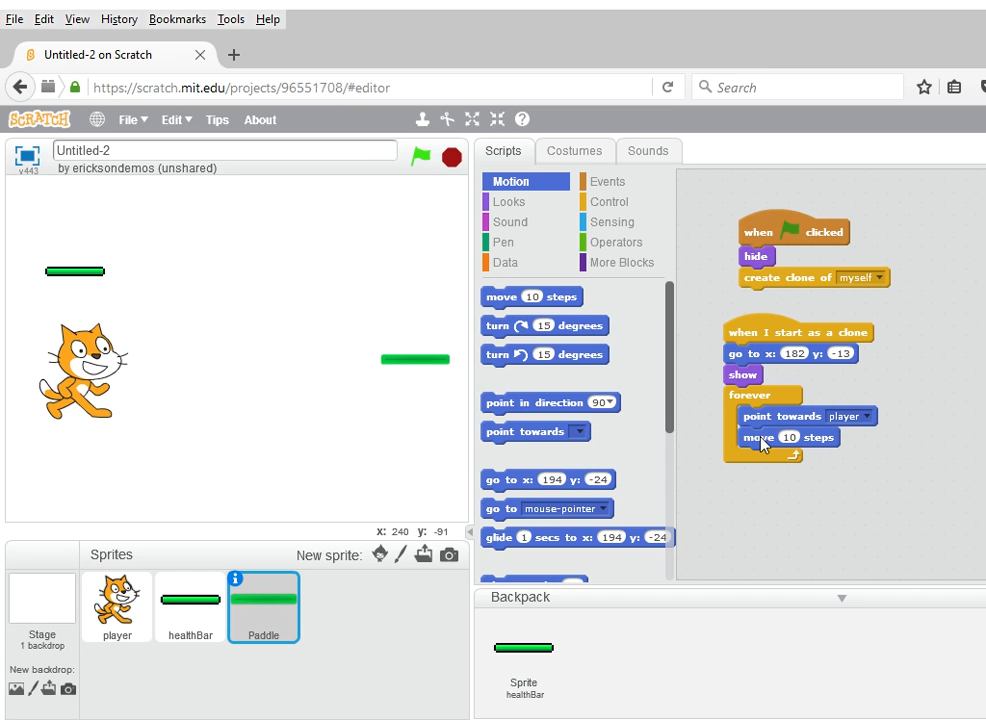 File Edit View History Bookmarks Tools Help
Untitled-2 on Scratch
https://scratch.mit.edu/projects/96551708/#editor
Search
SCRATCH File Edit Tips About
v443
Untitled-2
by ericksondemos (unshared)
Scripts Costumes Sounds
Motion Events
Looks Control
Sound Sensing
Pen Operators
Data More Blocks
move 10 steps
turn 15 degrees
turn 15 degrees
point in direction 90
point towards
go to x: 194 y: -24
go to mouse-pointer
glide 1 secs to x: 194 y: -24
when clicked
hide
create clone of myself
when I start as a clone
go to x: 182 y: -13
show
forever
point towards player
move 10 steps
x: 240 y: -91
Sprites New sprite:
Stage
1 backdrop
New backdrop:
player
healthBar
Paddle
Backpack
Sprite
healthBar